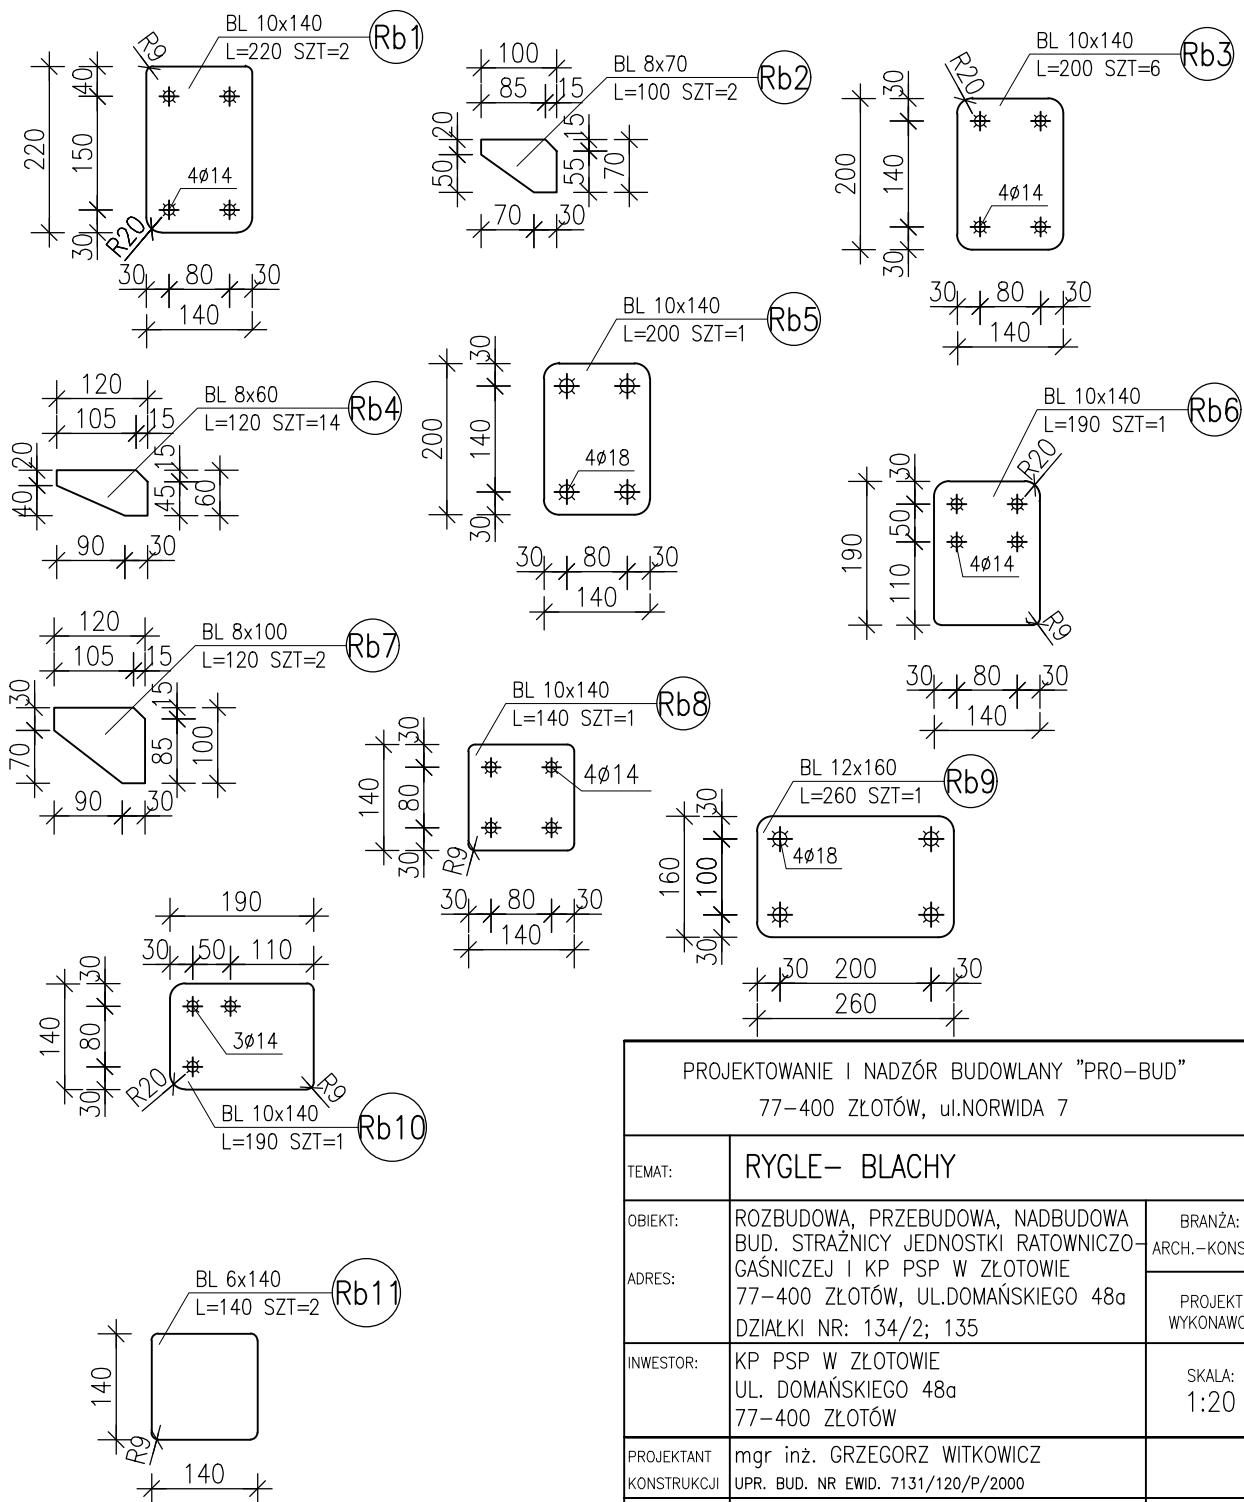 BL 10x140
L=220 SZT=2
Rb1
R9
40
150
30
220
4ø14
R20
30 80 30
140
BL 8x70
L=100 SZT=2
Rb2
100
85 15
20
50
15
55
70
70 30
BL 10x140
L=200 SZT=6
Rb3
R20
30
140
30
200
4ø14
30 80 30
140
BL 8x60
L=120 SZT=14
Rb4
120
105 15
20
40
15
45
60
90 30
BL 10x140
L=200 SZT=1
Rb5
30
140
30
200
4ø18
30 80 30
140
BL 10x140
L=190 SZT=1
Rb6
R20
30
50
110
190
4ø14
R9
30 80 30
140
BL 8x100
L=120 SZT=2
Rb7
120
105 15
30
70
15
85
100
90 30
BL 10x140
L=140 SZT=1
Rb8
30
80
30
140
4ø14
R9
30 80 30
140
BL 12x160
L=260 SZT=1
Rb9
30
100
30
160
4ø18
30 200 30
260
190
30 50 110
30
80
30
140
3ø14
R20
R9
BL 10x140
L=190 SZT=1
Rb10
BL 6x140
L=140 SZT=2
Rb11
140
R9
140
PROJEKTOWANIE I NADZÓR BUDOWLANY "PRO-BUD"
77-400 ZŁOTÓW, ul.NORWIDA 7
TEMAT: RYGLE- BLACHY
OBIEKT: ROZBUDOWA, PRZEBUDOWA, NADBUDOWA
BUD. STRAŻNICY JEDNOSTKI RATOWNICZO-
GAŚNICZEJ I KP PSP W ZŁOTOWIE
ADRES: 77-400 ZŁOTÓW, UL.DOMAŃSKIEGO 48a
DZIAŁKI NR: 134/2; 135
BRANŻA:
ARCH.-KONS
PROJEKT
WYKONAWC
INWESTOR: KP PSP W ZŁOTOWIE
UL. DOMAŃSKIEGO 48a
77-400 ZŁOTÓW
SKALA:
1:20
PROJEKTANT mgr inż. GRZEGORZ WITKOWICZ
KONSTRUKCJI UPR. BUD. NR EWID. 7131/120/P/2000